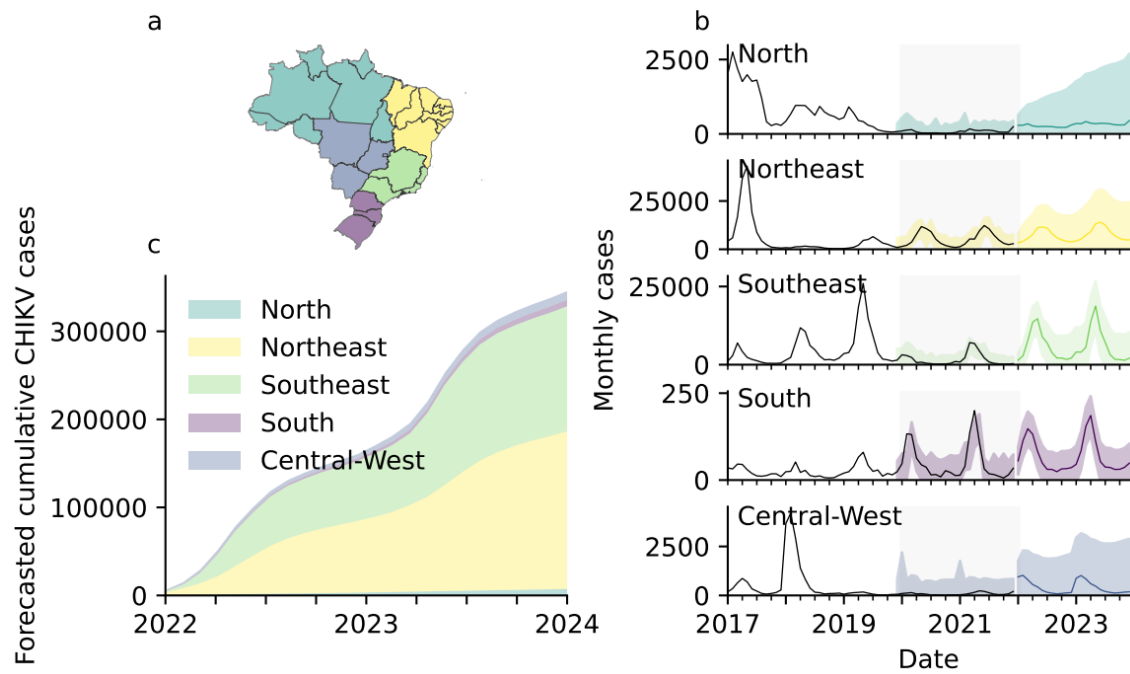 a
c
Forecasted cumulative CHIKV cases
300000
200000
100000
0
2022
2023
2024
North
Northeast
Southeast
South
Central-West
b
Monthly cases
North
2500
0
Northeast
25000
0
Southeast
25000
0
South
250
0
Central-West
2500
0
2017
2019
2021
2023
Date